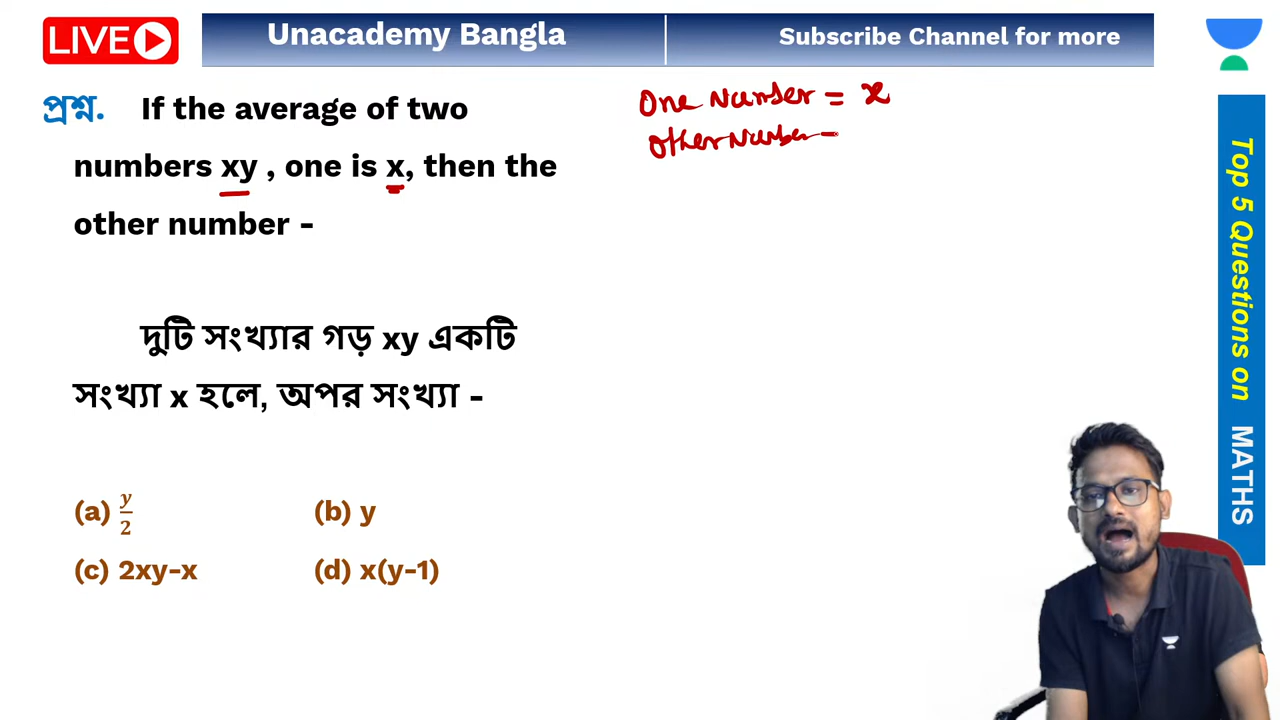 LIVE
Unacademy Bangla
Subscribe Channel for more
প্রশ্ন. If the average of two
numbers xy , one is x, then the
other number -
দুটি সংখ্যার গড় xy একটি
সংখ্যা x হলে, অপর সংখ্যা -
(a) y/2 (b) y
(c) 2xy-x (d) x(y-1)
One Number = x
Other Number =
Top 5 Questions on MATHS